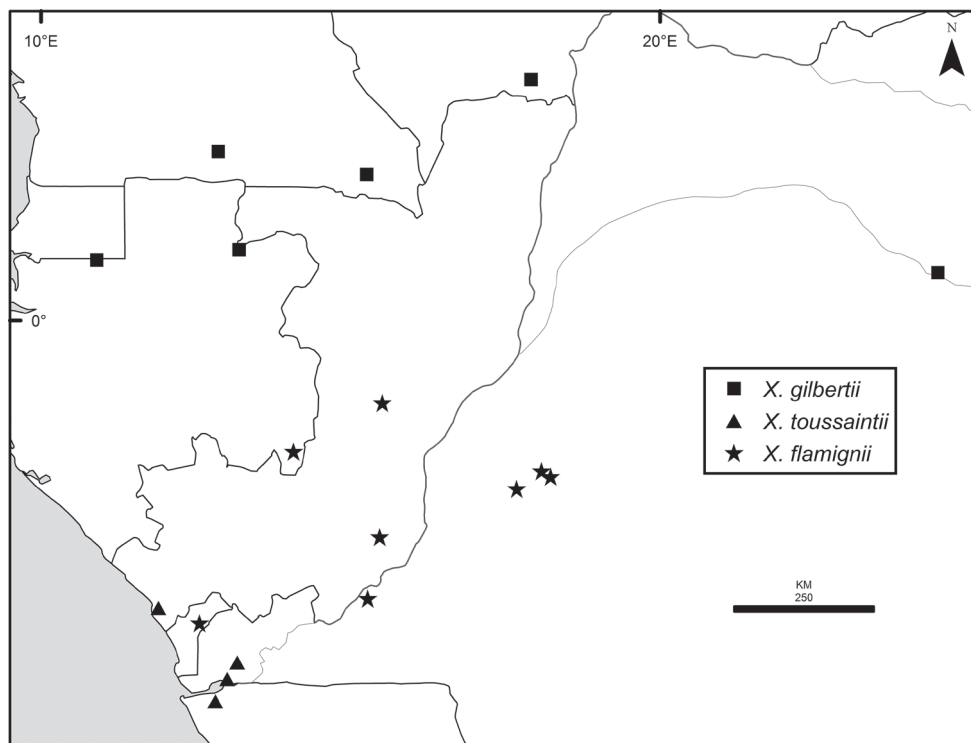 10°E
20°E
N
0°
X. gilbertii
X. toussaintii
X. flamignii
KM
250